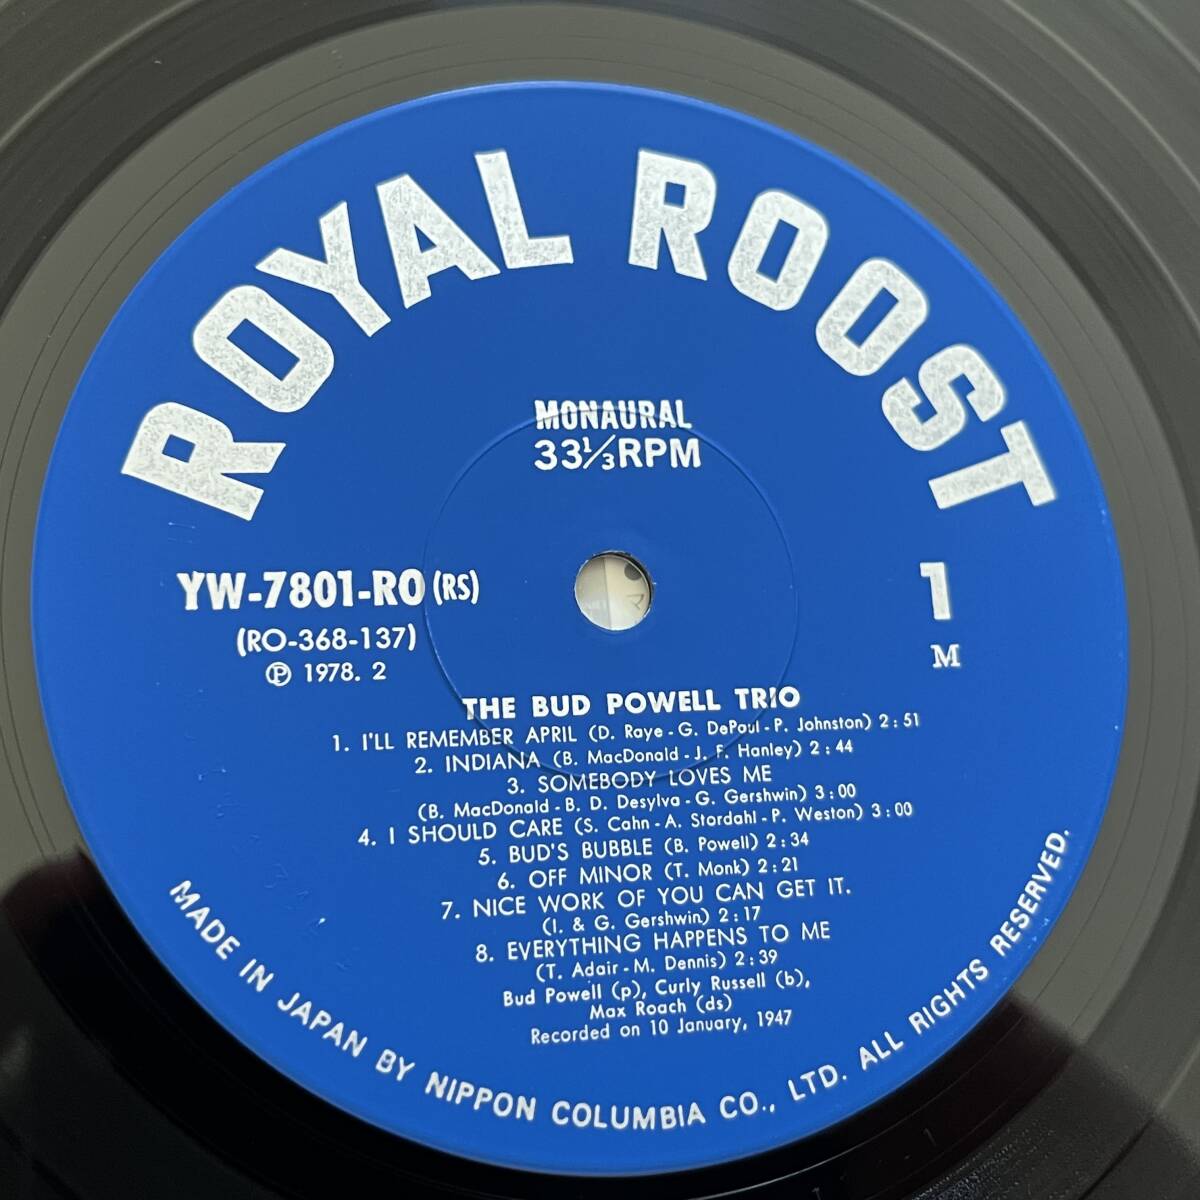 ROYAL ROOST
MONAURAL
33⅓RPM
YW-7801-RO (RS)
(RO-368-137)
Ⓟ 1978. 2
1
M
THE BUD POWELL TRIO
1. I'LL REMEMBER APRIL (D. Raye - G. DePaul - P. Johnston) 2:51
2. INDIANA (B. MacDonald - J. F. Hanley) 2:44
3. SOMEBODY LOVES ME
(B. MacDonald - B. D. Desylva - G. Gershwin) 3:00
4. I SHOULD CARE (S. Cahn - A. Stordahl - P. Weston) 3:00
5. BUD'S BUBBLE (B. Powell) 2:34
6. OFF MINOR (T. Monk) 2:21
7. NICE WORK OF YOU CAN GET IT.
(I. & G. Gershwin) 2:17
8. EVERYTHING HAPPENS TO ME
(T. Adair - M. Dennis) 2:39
Bud Powell (p), Curly Russell (b),
Max Roach (ds)
Recorded on 10 January, 1947
MADE IN JAPAN BY NIPPON COLUMBIA CO., LTD. ALL RIGHTS RESERVED.